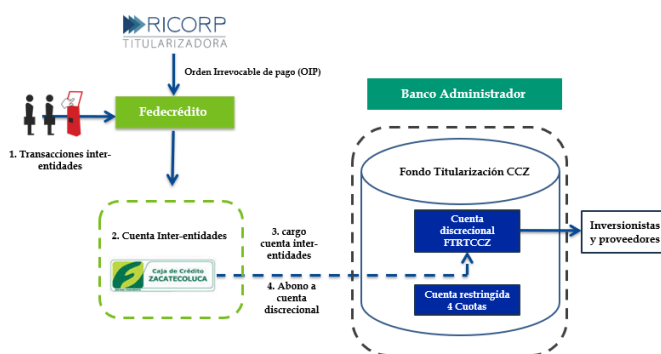 RICORP
TITULARIZADORA
Orden Irrevocable de pago (OIP)
Banco Administrador
Fedecrédito
1. Transacciones inter-
entidades
Fondo Titularización CCZ
2. Cuenta Inter-entidades
3. cargo
cuenta inter-
entidades
Cuenta
discrecional
FTRTCCZ
Inversionistas
y proveedores
Caja de Crédito
ZACATECOLUCA
4. Abono a
cuenta
discrecional
Cuenta restringida
4 Cuotas